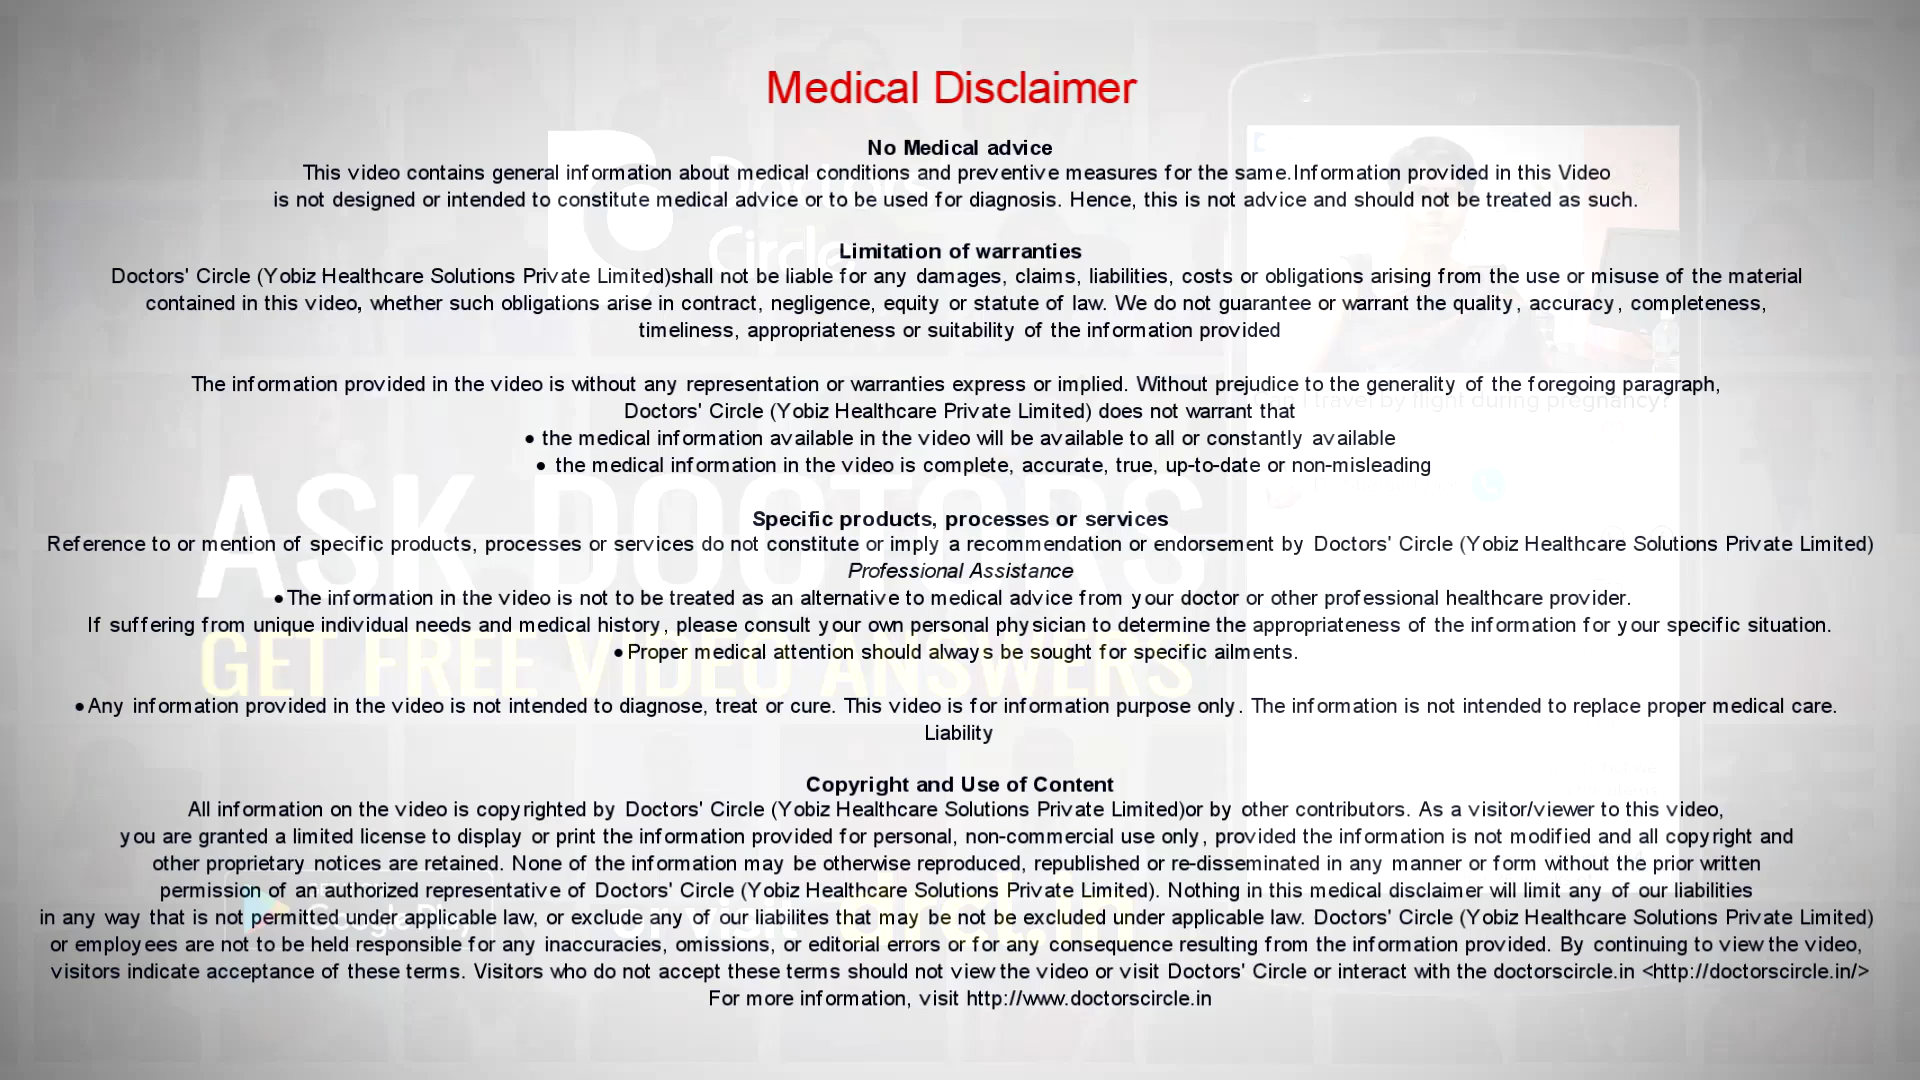 Medical Disclaimer
No Medical advice
This video contains general information about medical conditions and preventive measures for the same.Information provided in this Video
is not designed or intended to constitute medical advice or to be used for diagnosis. Hence, this is not advice and should not be treated as such.
Doctors'
Circle
Limitation of warranties
Doctors' Circle (Yobiz Healthcare Solutions Private Limited)shall not be liable for any damages, claims, liabilities, costs or obligations arising from the use or misuse of the material
contained in this video, whether such obligations arise in contract, negligence, equity or statute of law. We do not guarantee or warrant the quality, accuracy, completeness,
timeliness, appropriateness or suitability of the information provided
The information provided in the video is without any representation or warranties express or implied. Without prejudice to the generality of the foregoing paragraph,
Can I travel by flight during pregnancy?
Doctors' Circle (Yobiz Healthcare Private Limited) does not warrant that
• the medical information available in the video will be available to all or constantly available
• the medical information in the video is complete, accurate, true, up-to-date or non-misleading
ASK DOCTORS
Specific products, processes or services
Reference to or mention of specific products, processes or services do not constitute or imply a recommendation or endorsement by Doctors' Circle (Yobiz Healthcare Solutions Private Limited)
Professional Assistance
•The information in the video is not to be treated as an alternative to medical advice from your doctor or other professional healthcare provider.
If suffering from unique individual needs and medical history, please consult your own personal physician to determine the appropriateness of the information for your specific situation.
•Proper medical attention should always be sought for specific ailments.
GET FREE VIDEO ANSWERS
•Any information provided in the video is not intended to diagnose, treat or cure. This video is for information purpose only. The information is not intended to replace proper medical care.
Liability
Copyright and Use of Content
All information on the video is copyrighted by Doctors' Circle (Yobiz Healthcare Solutions Private Limited)or by other contributors. As a visitor/viewer to this video,
you are granted a limited license to display or print the information provided for personal, non-commercial use only, provided the information is not modified and all copyright and
other proprietary notices are retained. None of the information may be otherwise reproduced, republished or re-disseminated in any manner or form without the prior written
permission of an authorized representative of Doctors' Circle (Yobiz Healthcare Solutions Private Limited). Nothing in this medical disclaimer will limit any of our liabilities
in any way that is not permitted under applicable law, or exclude any of our liabilites that may be not be excluded under applicable law. Doctors' Circle (Yobiz Healthcare Solutions Private Limited)
Google Play or visit drcl.in
or employees are not to be held responsible for any inaccuracies, omissions, or editorial errors or for any consequence resulting from the information provided. By continuing to view the video,
visitors indicate acceptance of these terms. Visitors who do not accept these terms should not view the video or visit Doctors' Circle or interact with the doctorscircle.in <http://doctorscircle.in/>
For more information, visit http://www.doctorscircle.in